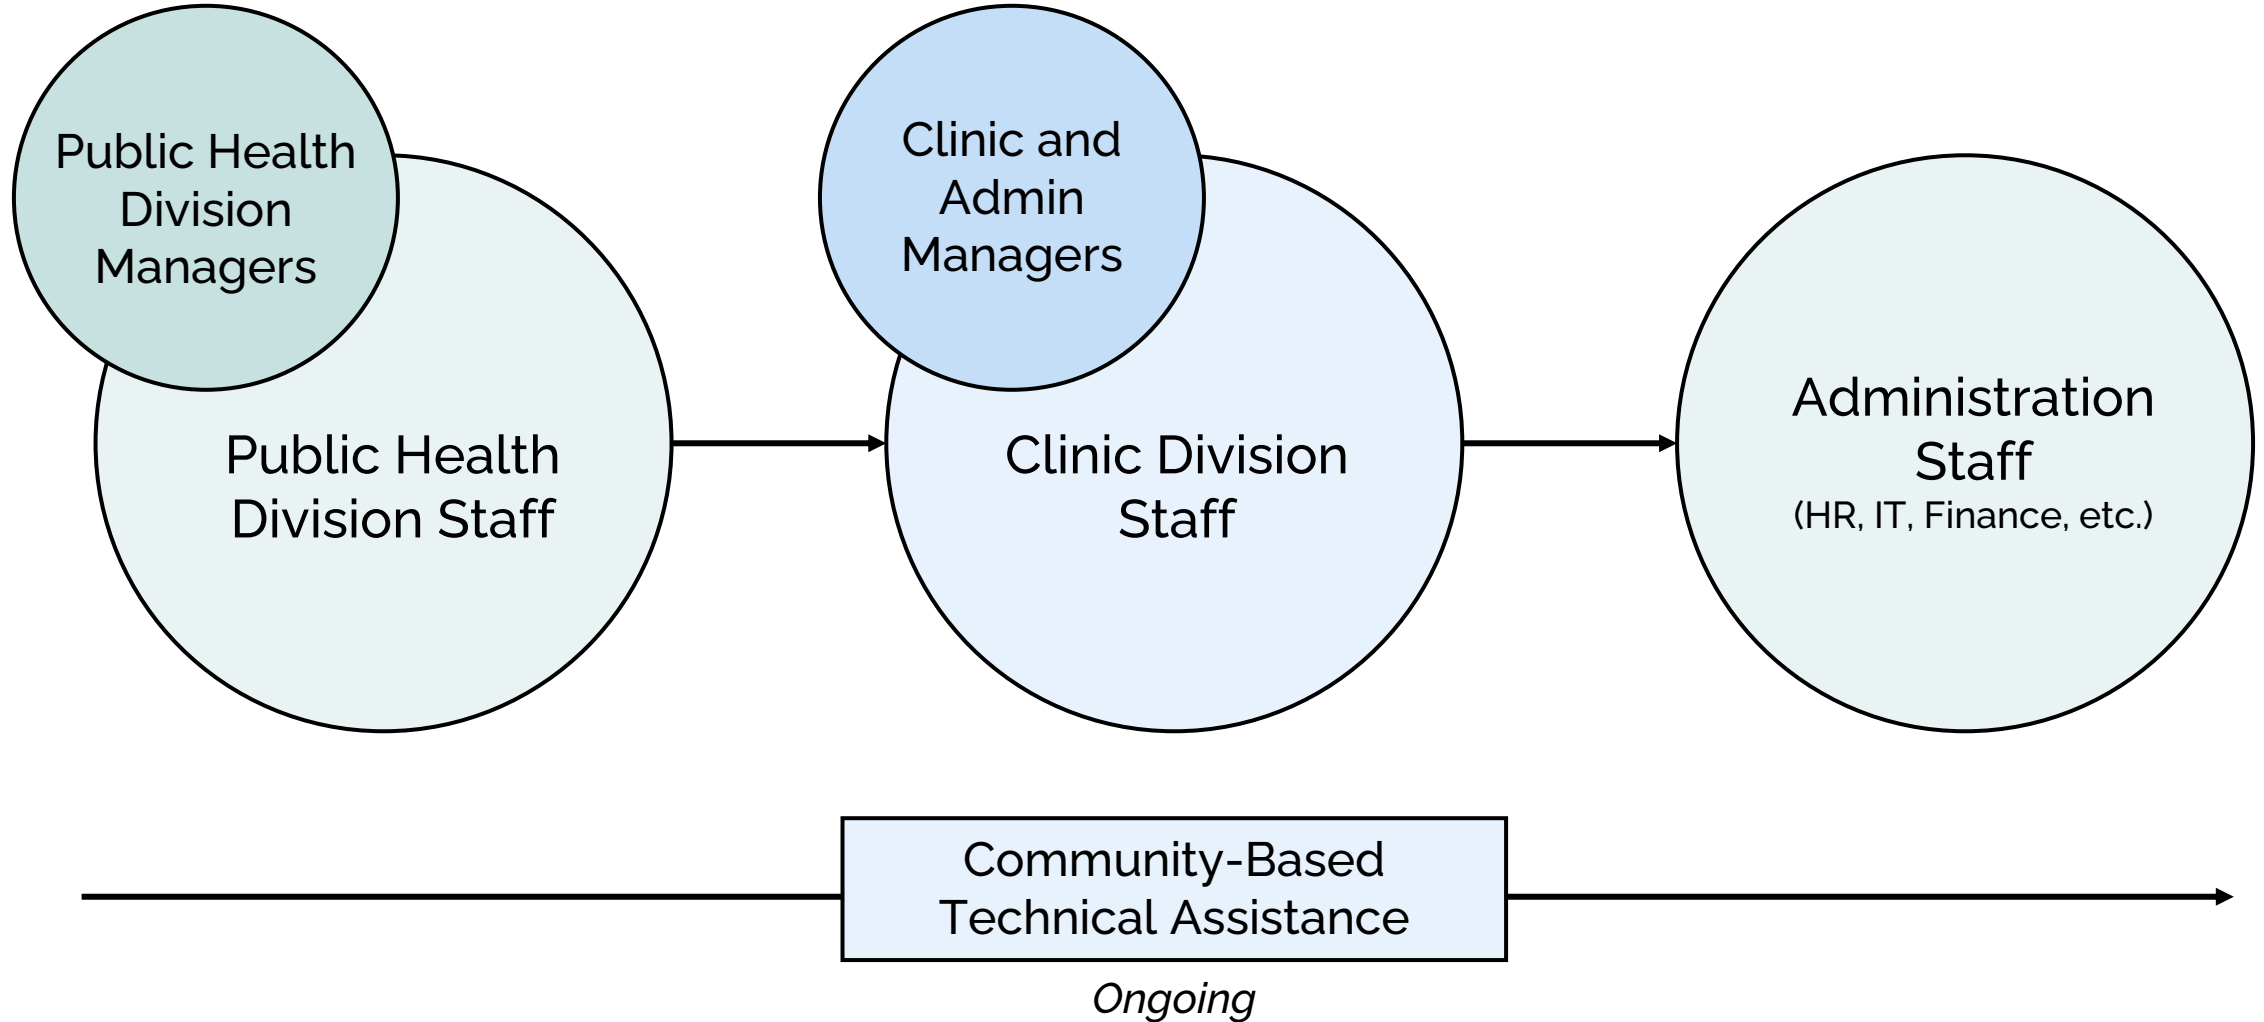 Public Health
Division
Managers
Public Health
Division Staff
Clinic and
Admin
Managers
Clinic Division
Staff
Administration
Staff
(HR, IT, Finance, etc.)
Community-Based
Technical Assistance
Ongoing